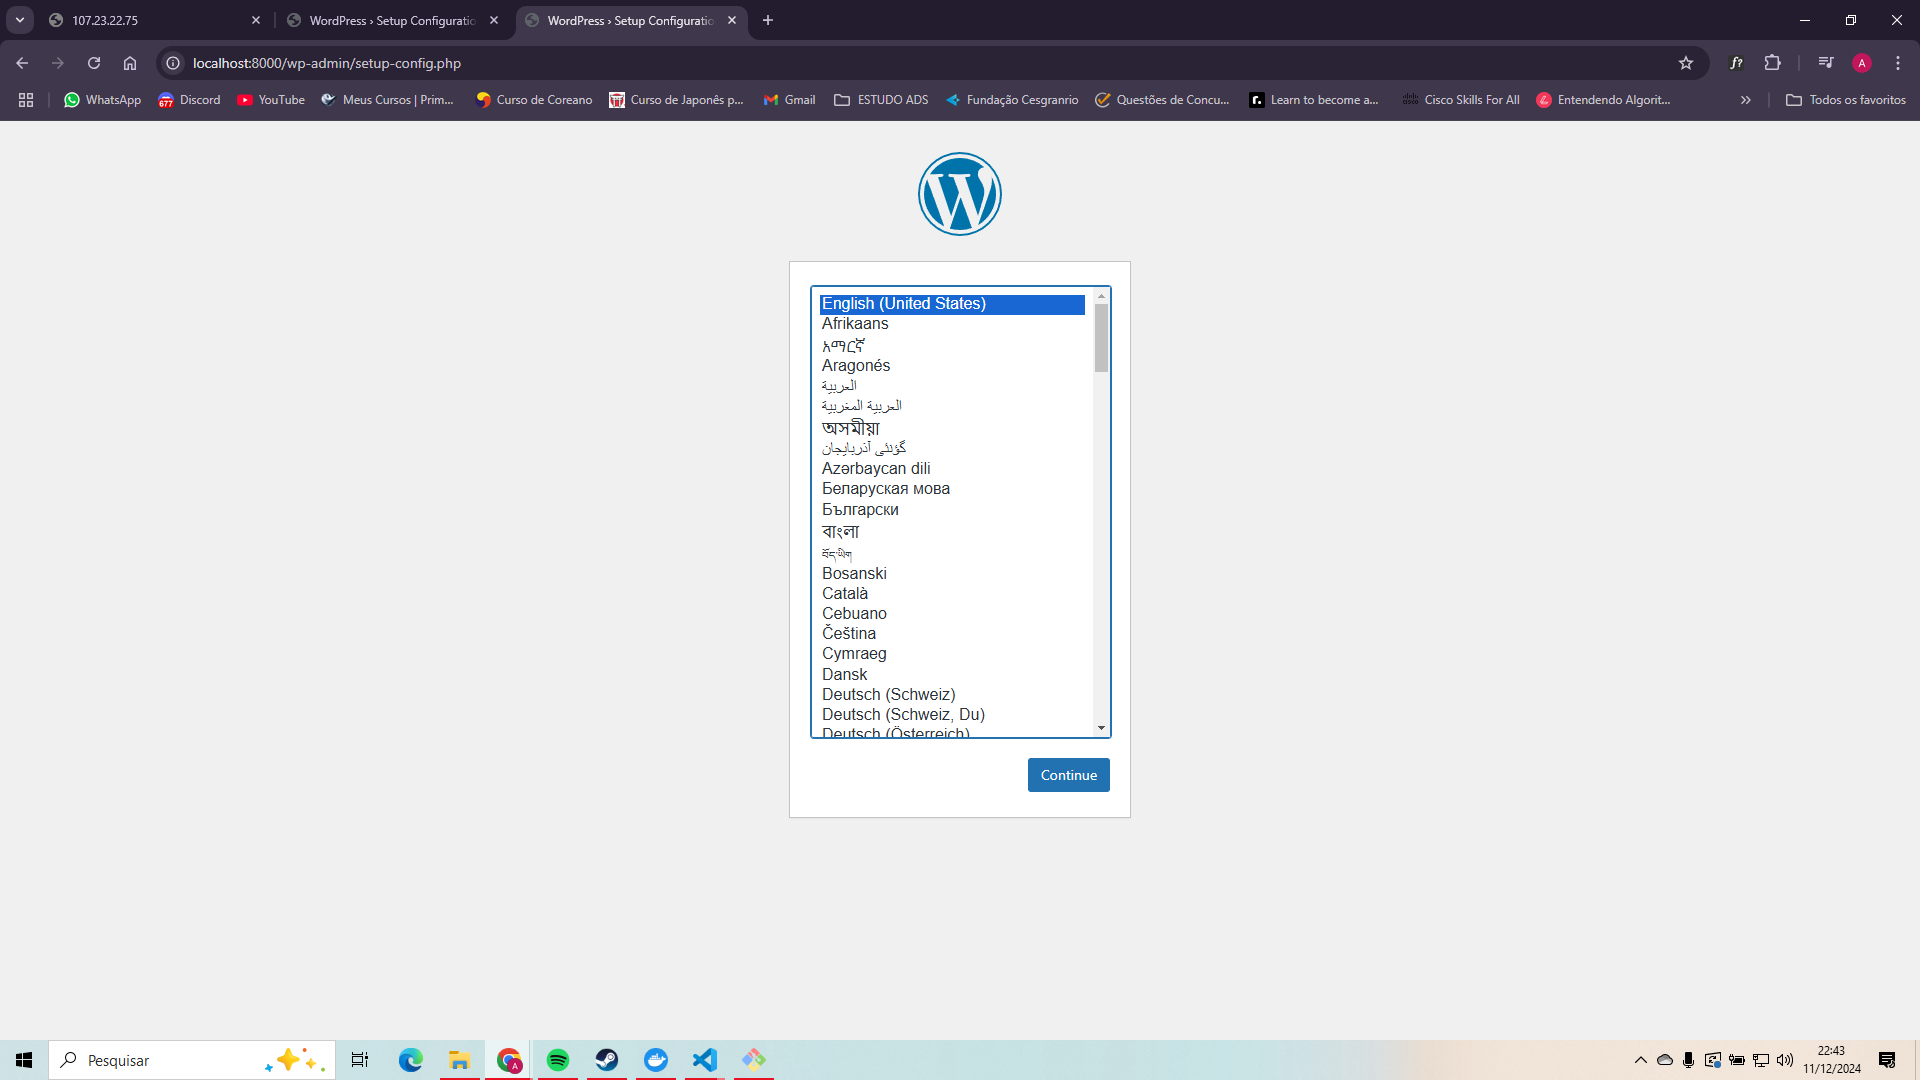 107.23.22.75
WordPress › Setup Configuratio
WordPress › Setup Configuratio
localhost:8000/wp-admin/setup-config.php
f?
A
WhatsApp
677
Discord
YouTube
Meus Cursos | Prim...
Curso de Coreano
Curso de Japonês p...
Gmail
ESTUDO ADS
Fundação Cesgranrio
Questões de Concu...
r.
Learn to become a...
Cisco Skills For All
Entendendo Algorit...
Todos os favoritos
W
English (United States)
Afrikaans
አማርኛ
Aragonés
العربية
العربية المغربية
অসমীয়া
گؤنئی آذربایجان
Azərbaycan dili
Беларуская мова
Български
বাংলা
བོད་ཡིག
Bosanski
Català
Cebuano
Čeština
Cymraeg
Dansk
Deutsch (Schweiz)
Deutsch (Schweiz, Du)
Deutsch (Österreich)
Continue
Pesquisar
A
22:43
11/12/2024